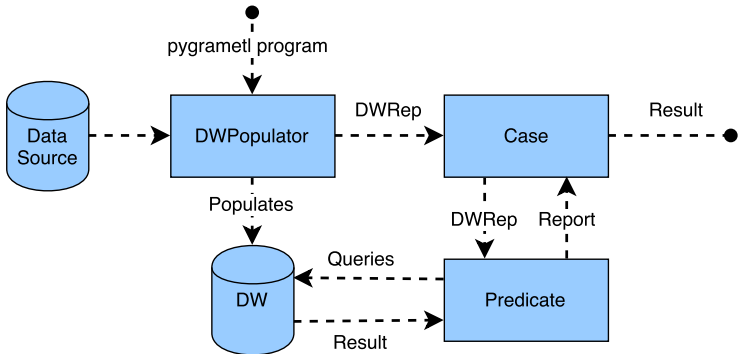 pygrametl program
Data
Source
DWPopulator
DWRep
Case
Result
Populates
DWRep
Report
DW
Queries
Result
Predicate